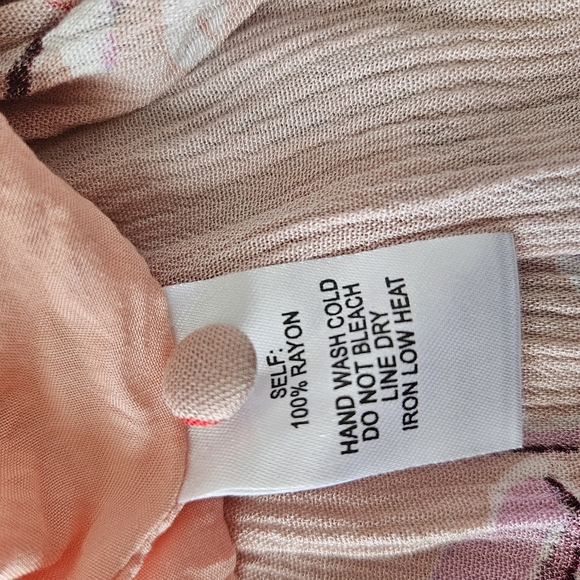 SELF:
100% RAYON
HAND WASH COLD
DO NOT BLEACH
LINE DRY
IRON LOW HEAT